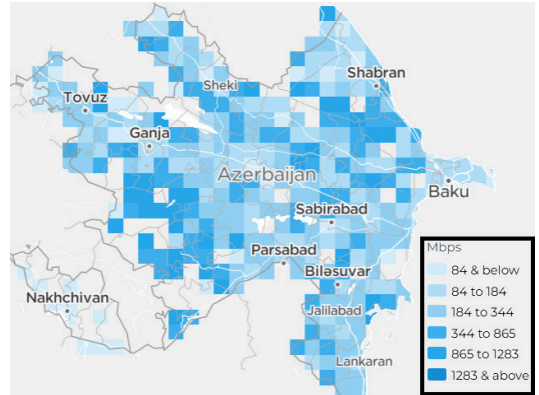 Shabran
Sheki
Tovuz
Ganja
Azerbaijan
Baku
Sabirabad
Parsabad
Biləsuvar
Nakhchivan
Jalilabad
Lankaran
Mbps
84 & below
84 to 184
184 to 344
344 to 865
865 to 1283
1283 & above